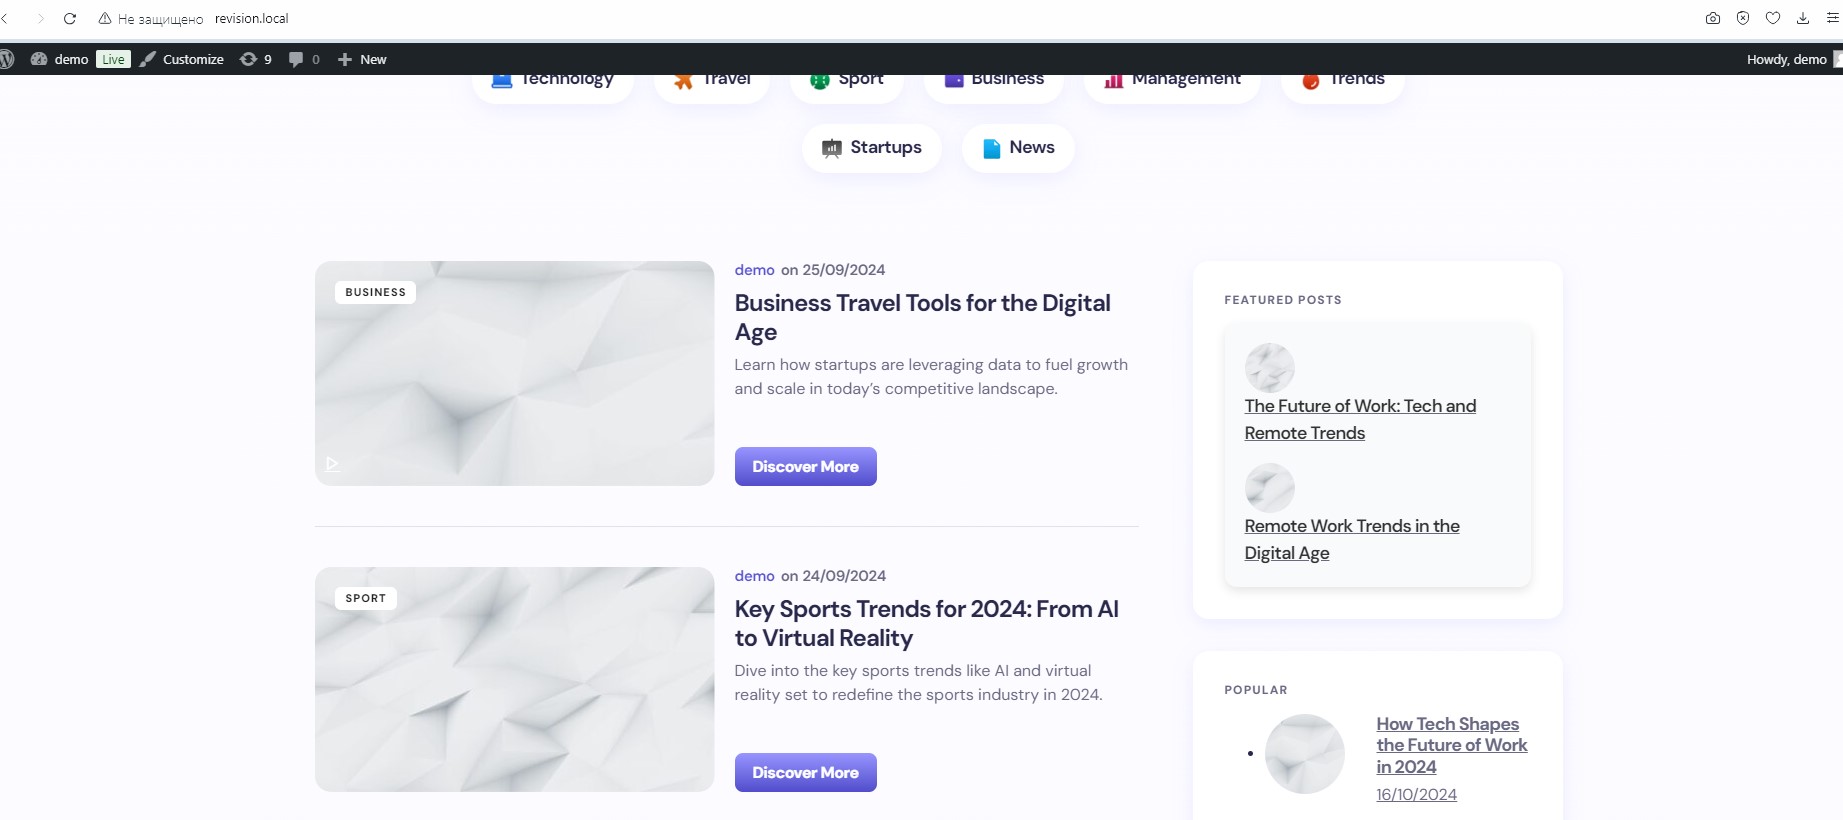 Не защищено revision.local
demo Live Customize 9 0 New Howdy, demo
Technology Travel Sport Business Management Trends
Startups News
BUSINESS
demo on 25/09/2024
Business Travel Tools for the Digital
Age
Learn how startups are leveraging data to fuel growth
and scale in today’s competitive landscape.
Discover More
SPORT
demo on 24/09/2024
Key Sports Trends for 2024: From AI
to Virtual Reality
Dive into the key sports trends like AI and virtual
reality set to redefine the sports industry in 2024.
Discover More
FEATURED POSTS
The Future of Work: Tech and
Remote Trends
Remote Work Trends in the
Digital Age
POPULAR
How Tech Shapes
the Future of Work
in 2024
16/10/2024